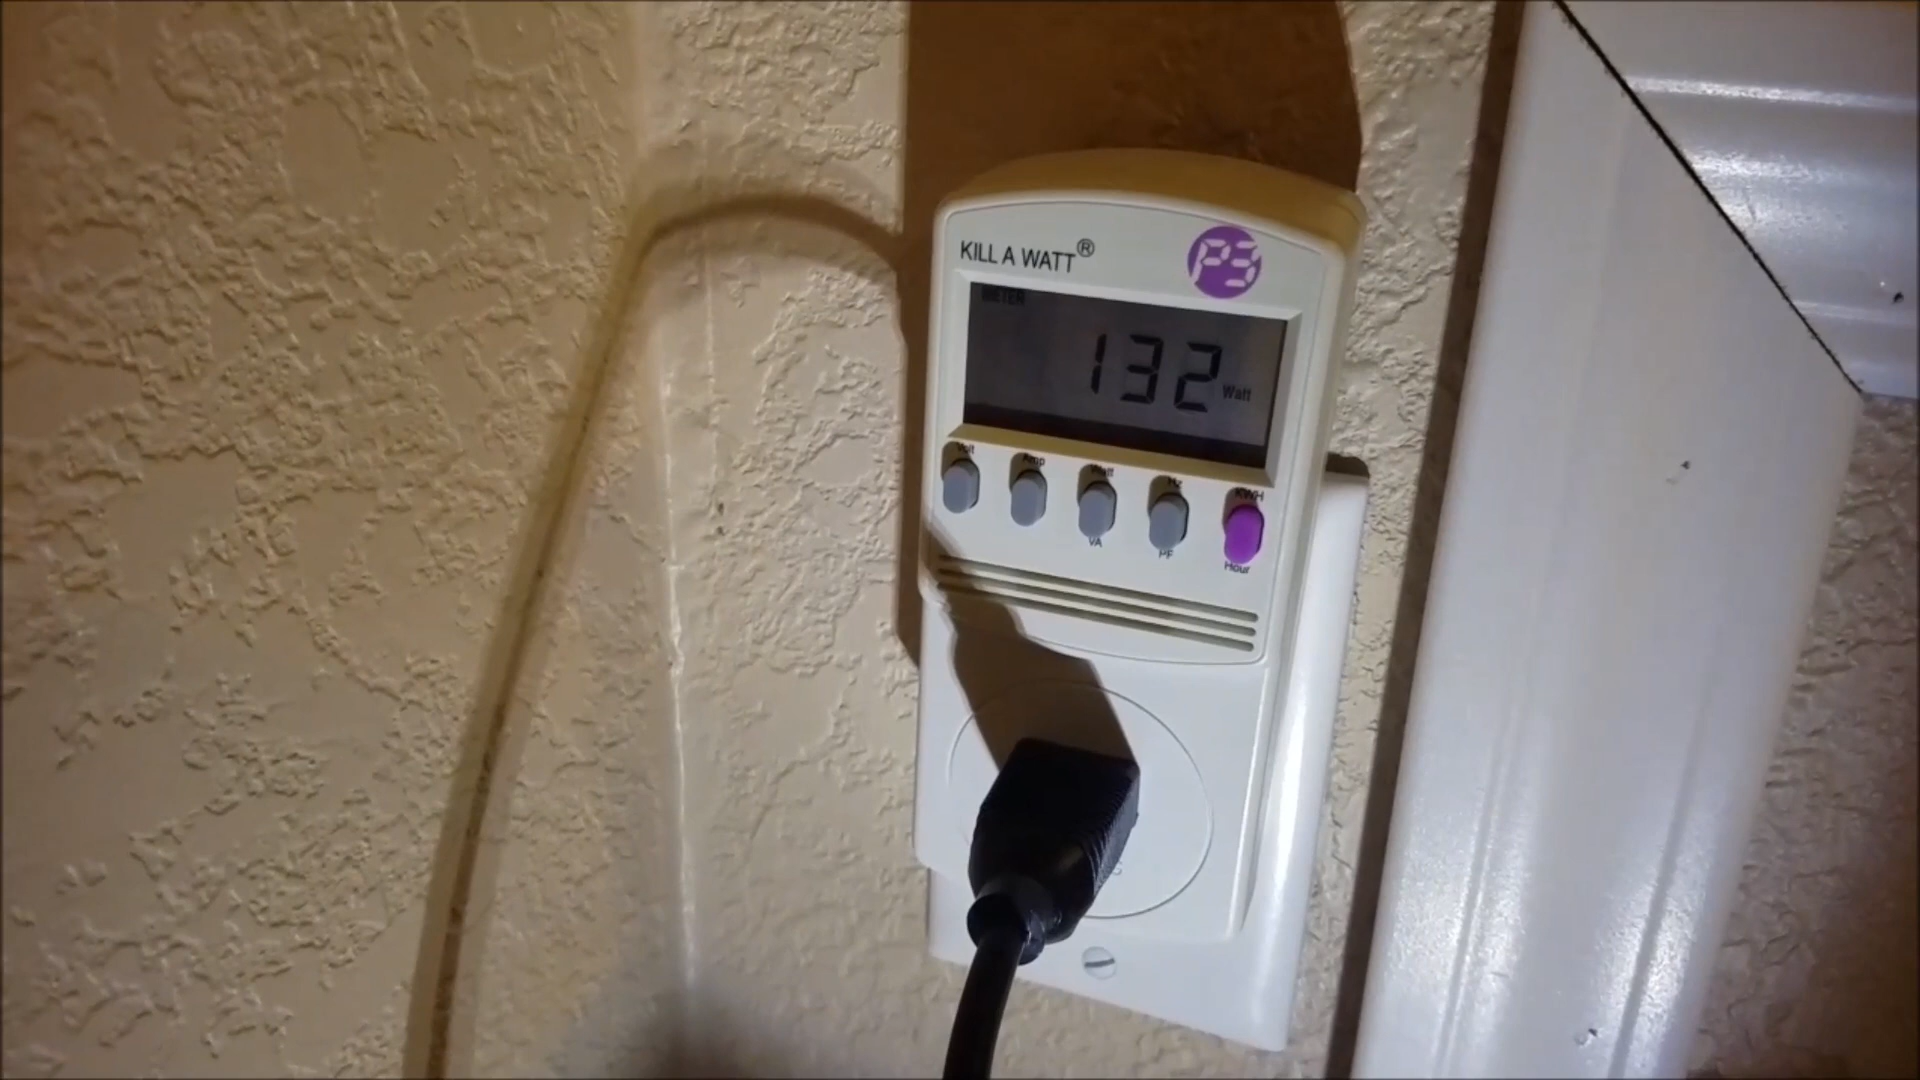 KILL A WATT®
P3
METER
132 Watt
Volt
Amp
Watt
Hz
KWH
VA
PF
Hour